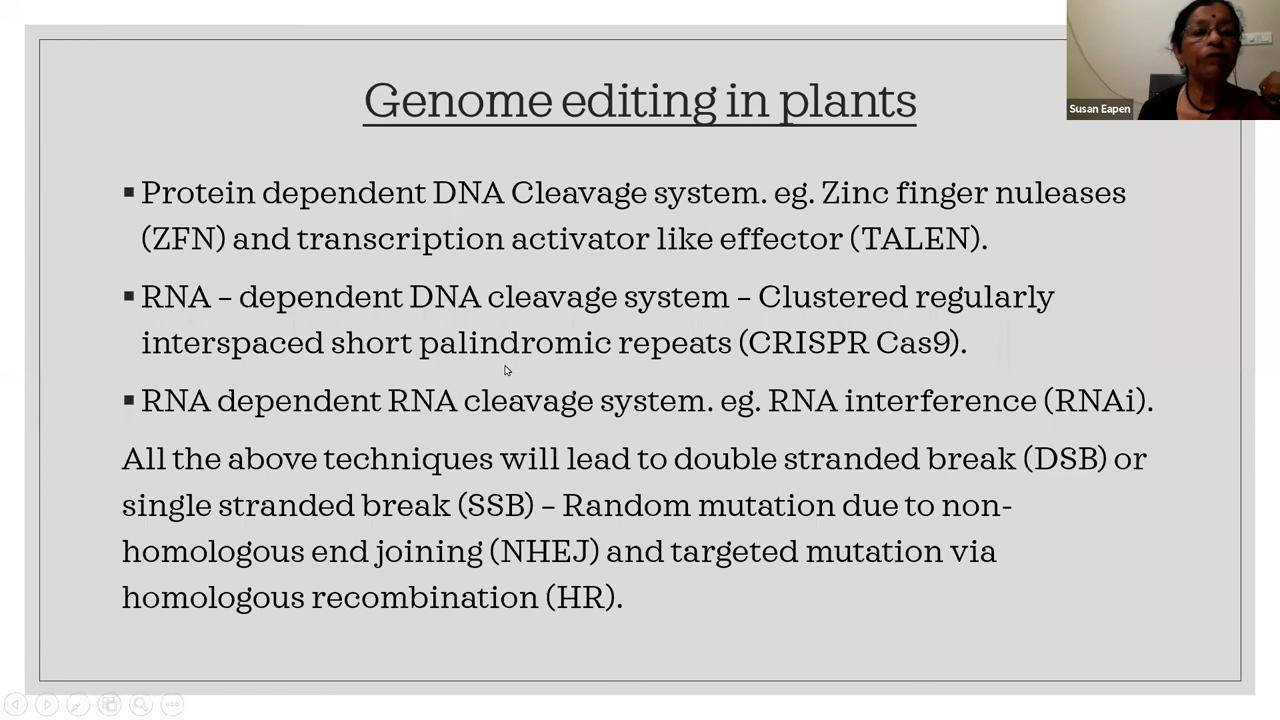 Genome editing in plants
Susan Eapen
▪ Protein dependent DNA Cleavage system. eg. Zinc finger nuleases
(ZFN) and transcription activator like effector (TALEN).
▪ RNA – dependent DNA cleavage system – Clustered regularly
interspaced short palindromic repeats (CRISPR Cas9).
▪ RNA dependent RNA cleavage system. eg. RNA interference (RNAi).
All the above techniques will lead to double stranded break (DSB) or
single stranded break (SSB) – Random mutation due to non-
homologous end joining (NHEJ) and targeted mutation via
homologous recombination (HR).